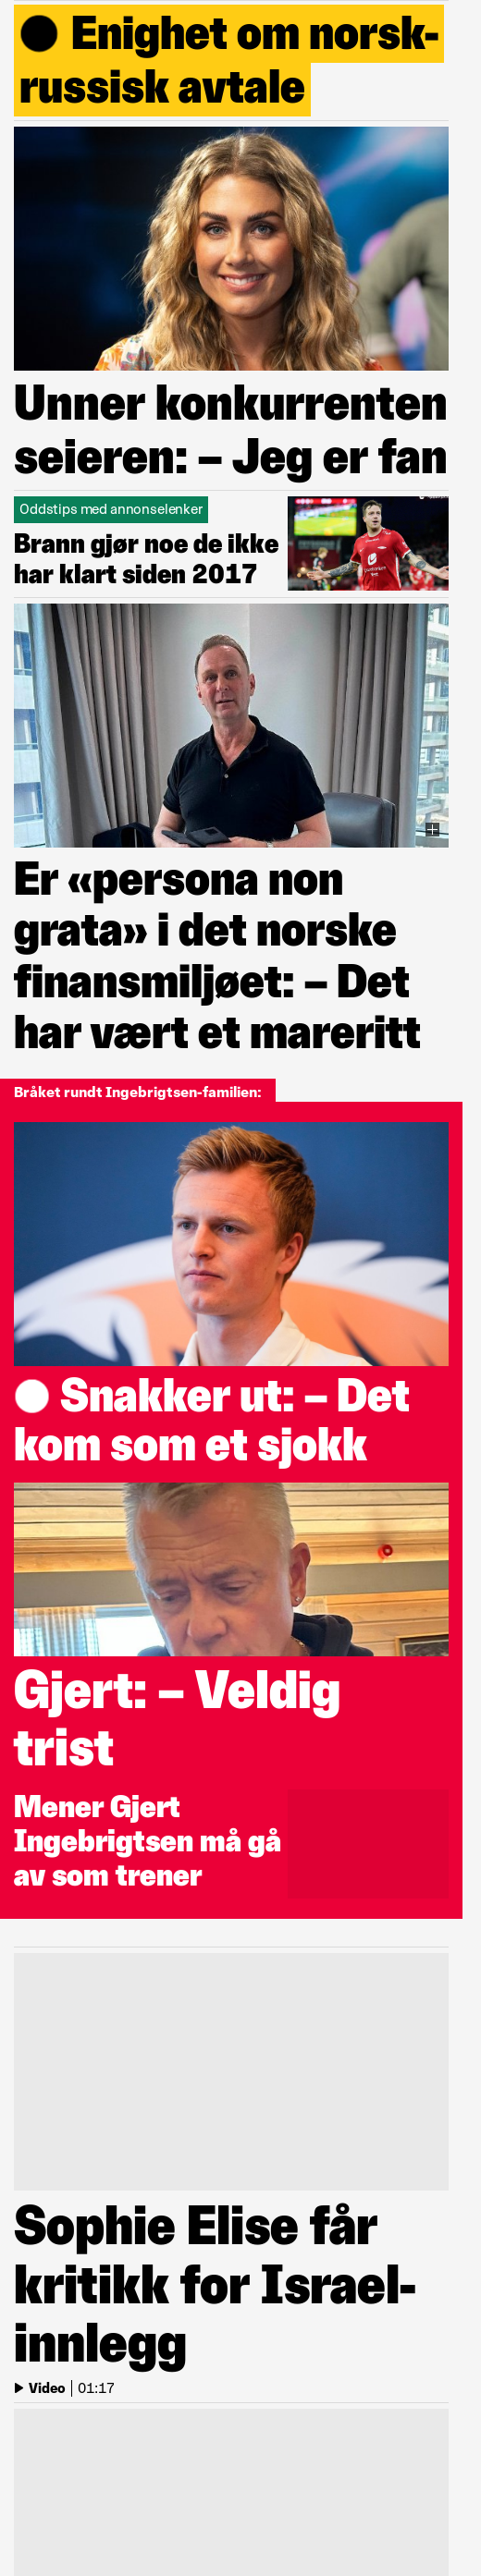 Enighet om norsk-
russisk avtale
Unner konkurrenten
seieren: – Jeg er fan
Oddstips med annonselenker
Brann gjør noe de ikke
har klart siden 2017
Er «persona non
grata» i det norske
finansmiljøet: – Det
har vært et mareritt
Bråket rundt Ingebrigtsen-familien:
Snakker ut: – Det
kom som et sjokk
Gjert: – Veldig
trist
Mener Gjert
Ingebrigtsen må gå
av som trener
Sophie Elise får
kritikk for Israel-
innlegg
Video | 01:17